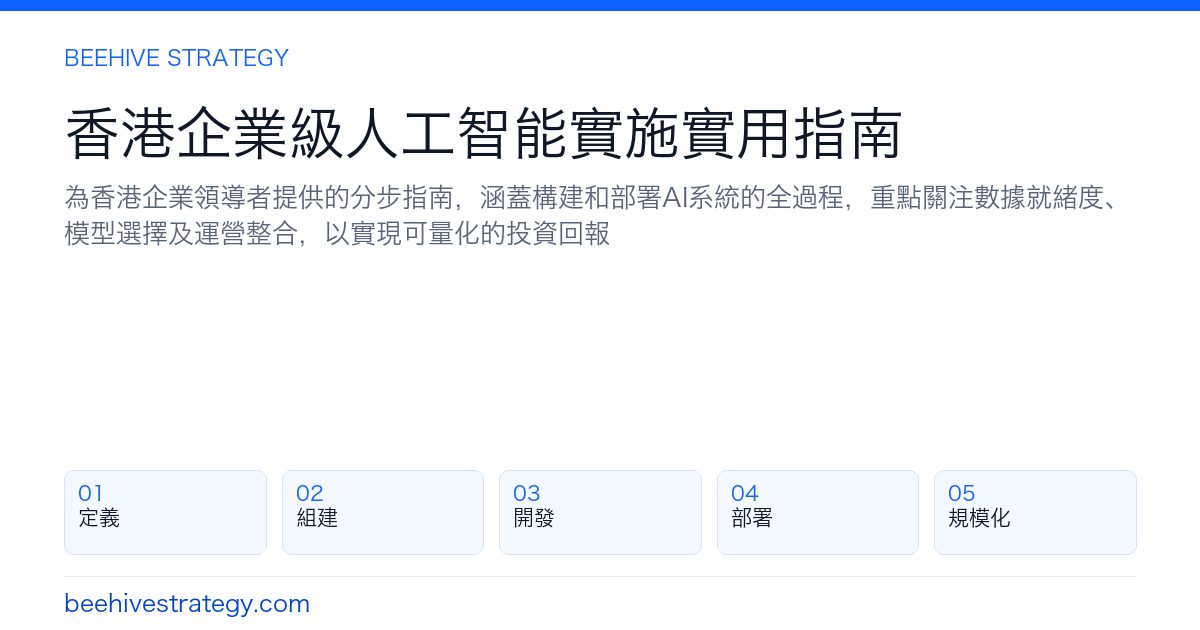 BEEHIVE STRATEGY
香港企業級人工智能實施實用指南
為香港企業領導者提供的分步指南，涵蓋構建和部署AI系統的全過程，重點關注數據就緒度、
模型選擇及運營整合，以實現可量化的投資回報
01
定義
02
組建
03
開發
04
部署
05
規模化
beehivestrategy.com